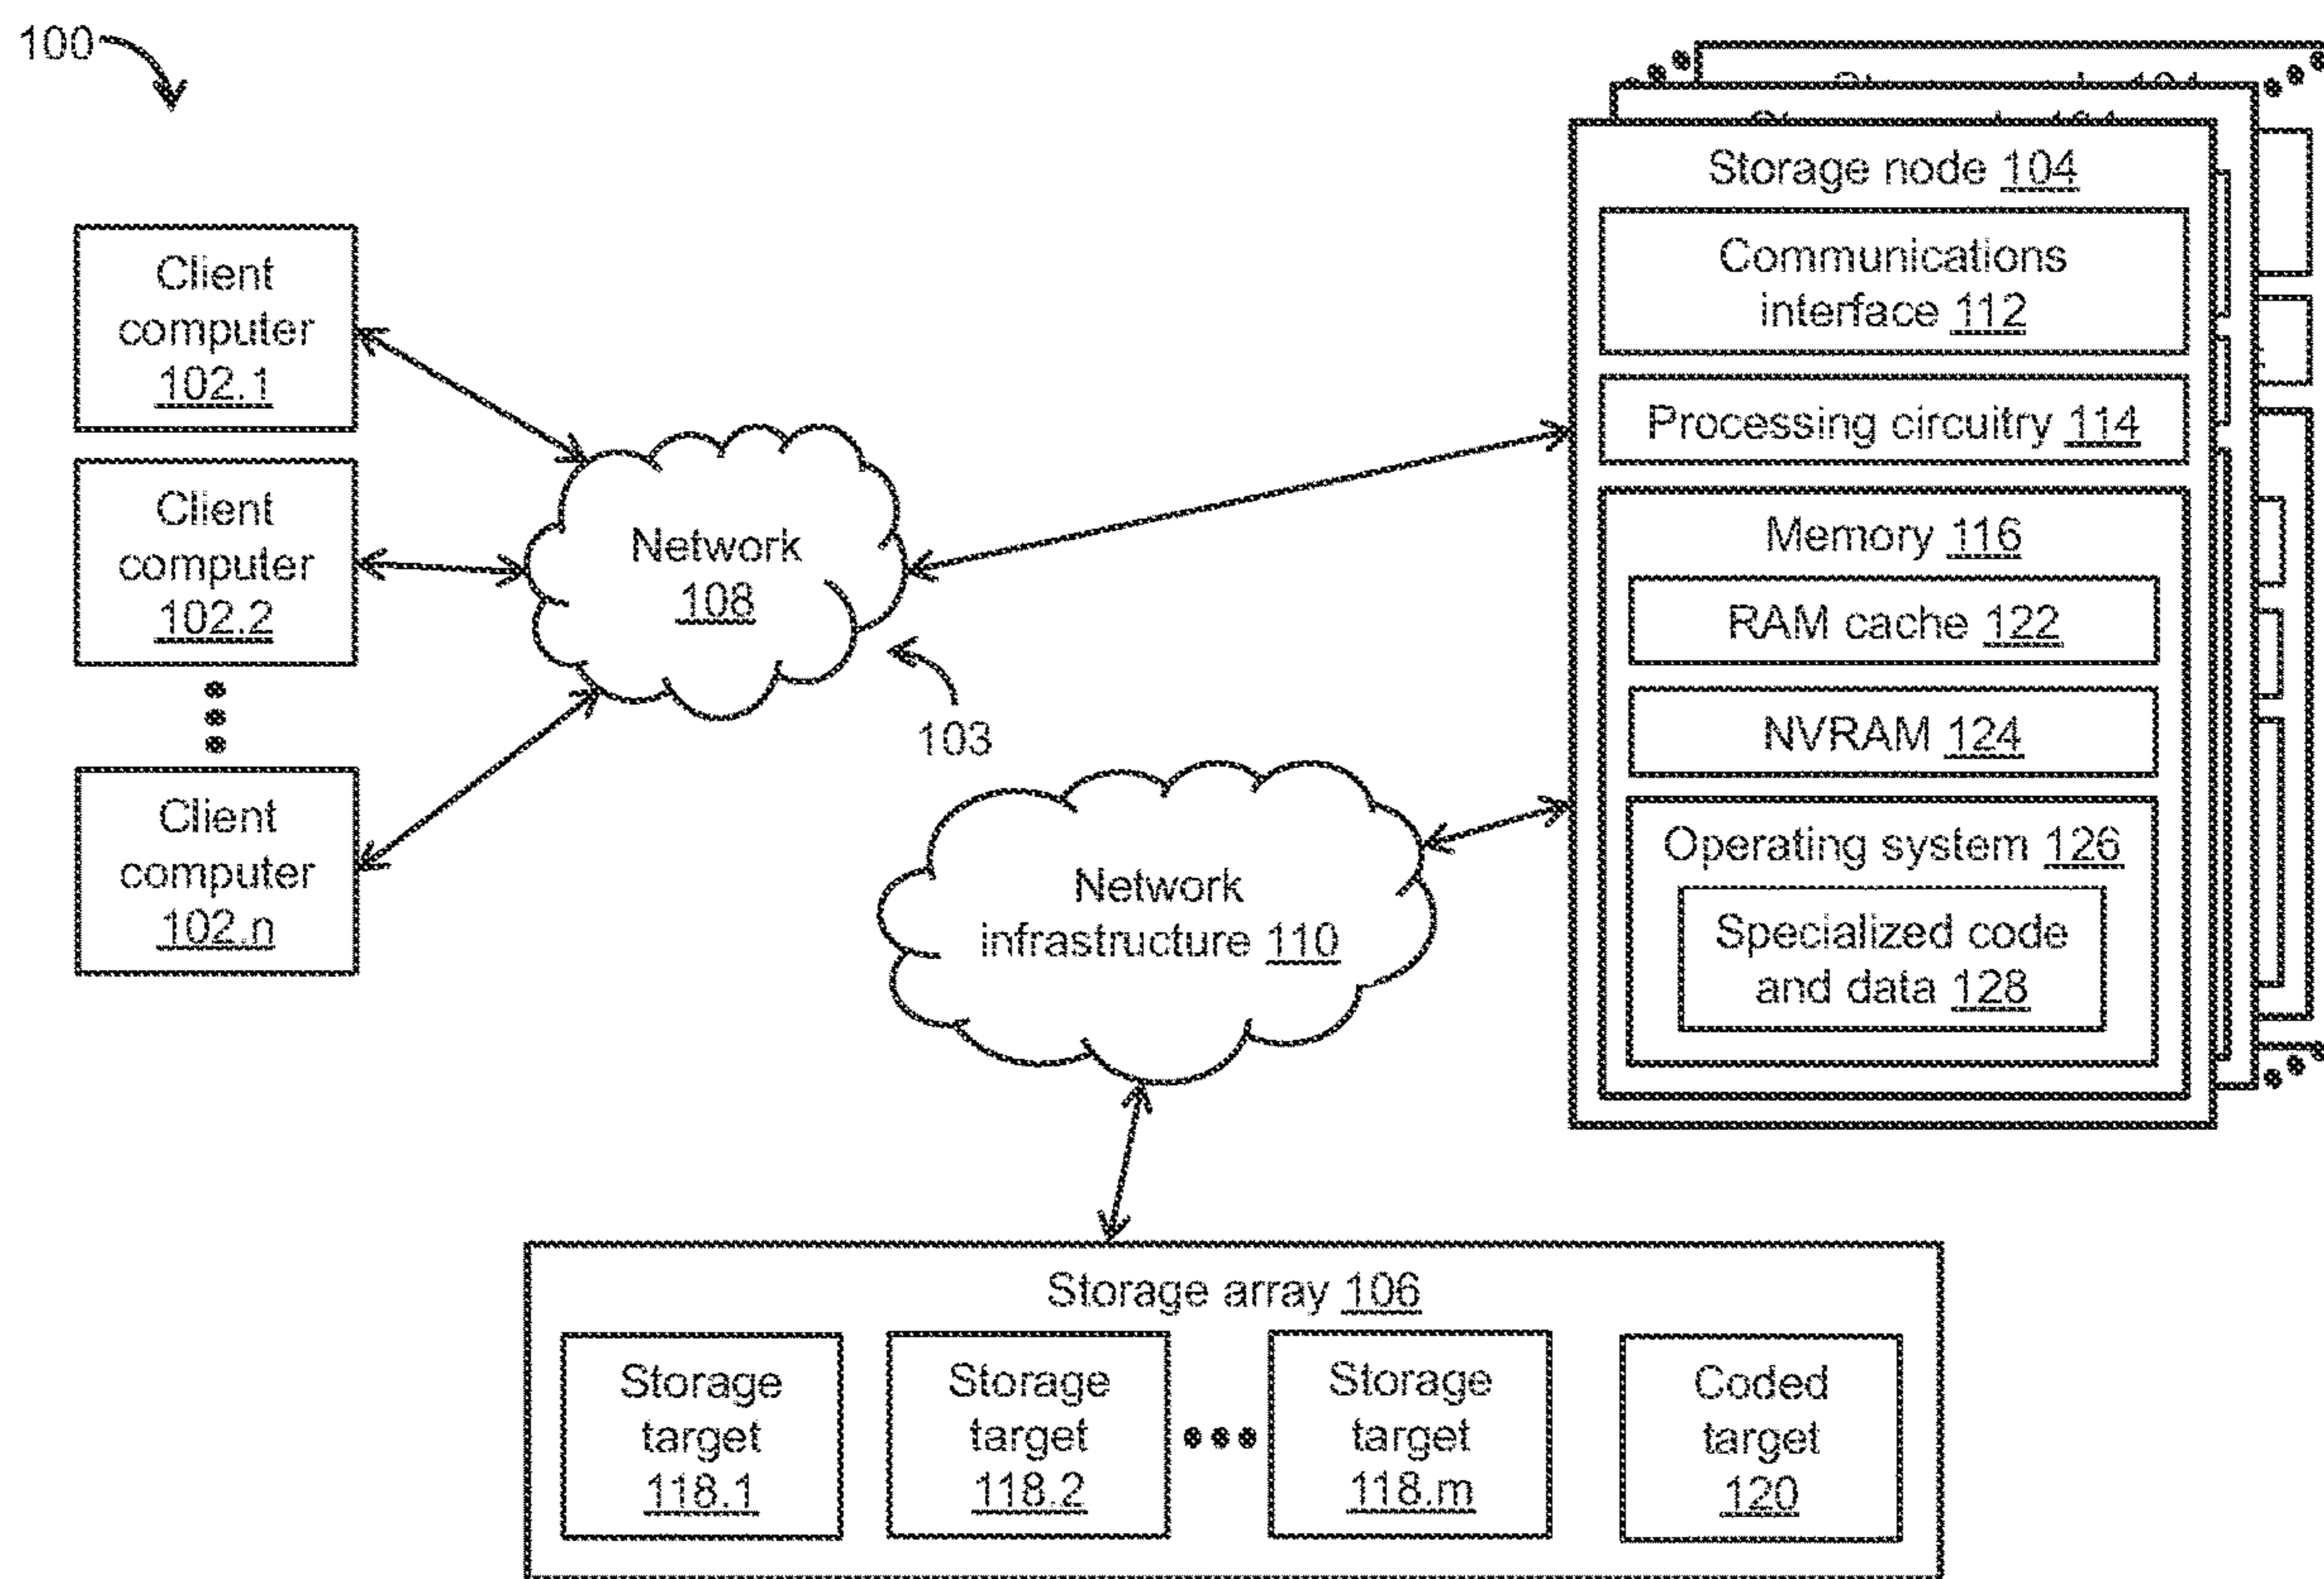 100
Client
computer
102.1
Client
computer
102.2
Client
computer
102.n
Network
108
103
Network
infrastructure 110
Storage node 104
Communications
interface 112
Processing circuitry 114
Memory 116
RAM cache 122
NVRAM 124
Operating system 126
Specialized code
and data 128
Storage array 106
Storage
target
118.1
Storage
target
118.2
Storage
target
118.m
Coded
target
120